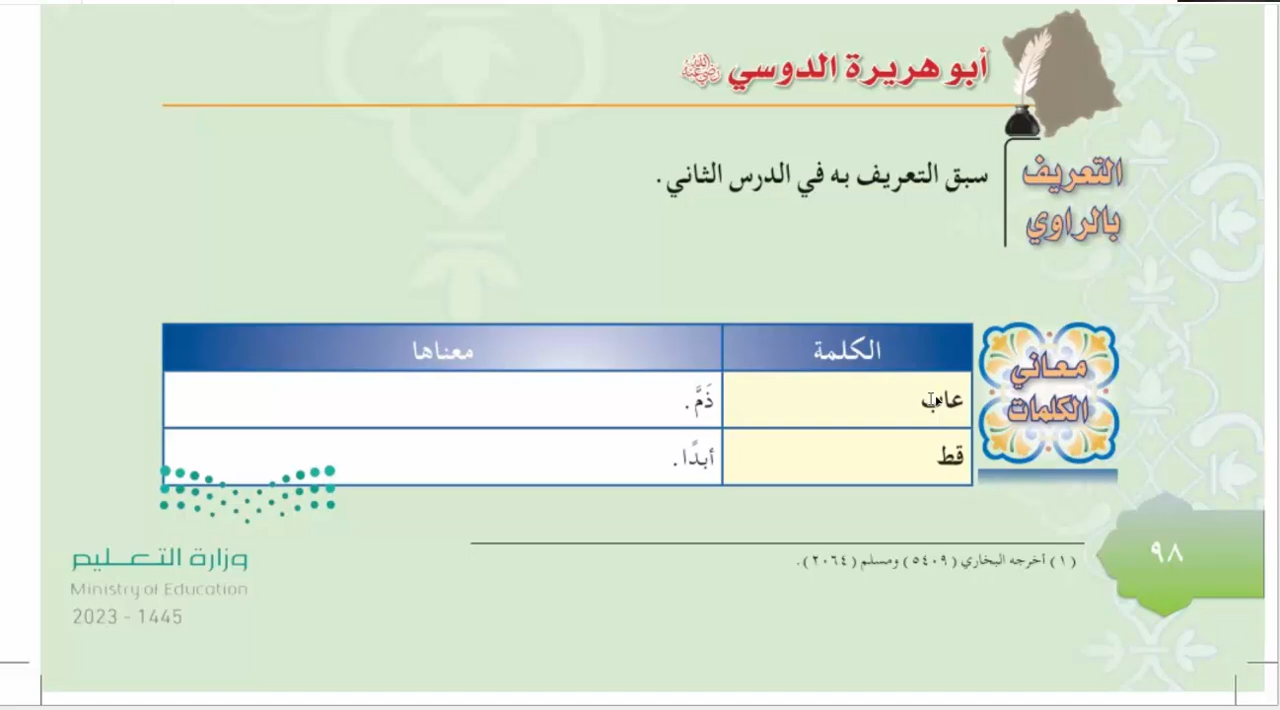 أبو هريرة الدوسي رضي الله عنه
التعريف
بالراوي
سبق التعريف به في الدرس الثاني.
معاني
الكلمات
الكلمة معناها
عاب ذَمَّ.
قط أبدًا.
(١) أخرجه البخاري (٥٤٠٩) ومسلم (٢٠٦٤).
٩٨
وزارة التعليم
Ministry of Education
2023 - 1445